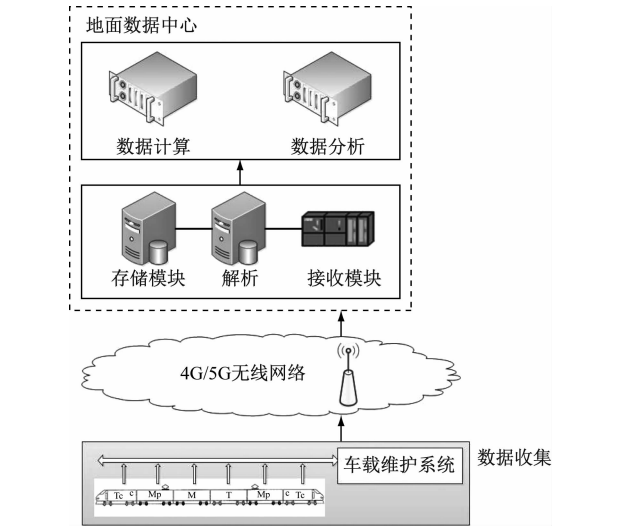 地面数据中心
数据计算
数据分析
存储模块
解析
接收模块
4G/5G无线网络
车载维护系统
数据收集
Tc c Mp M T Mp c Tc